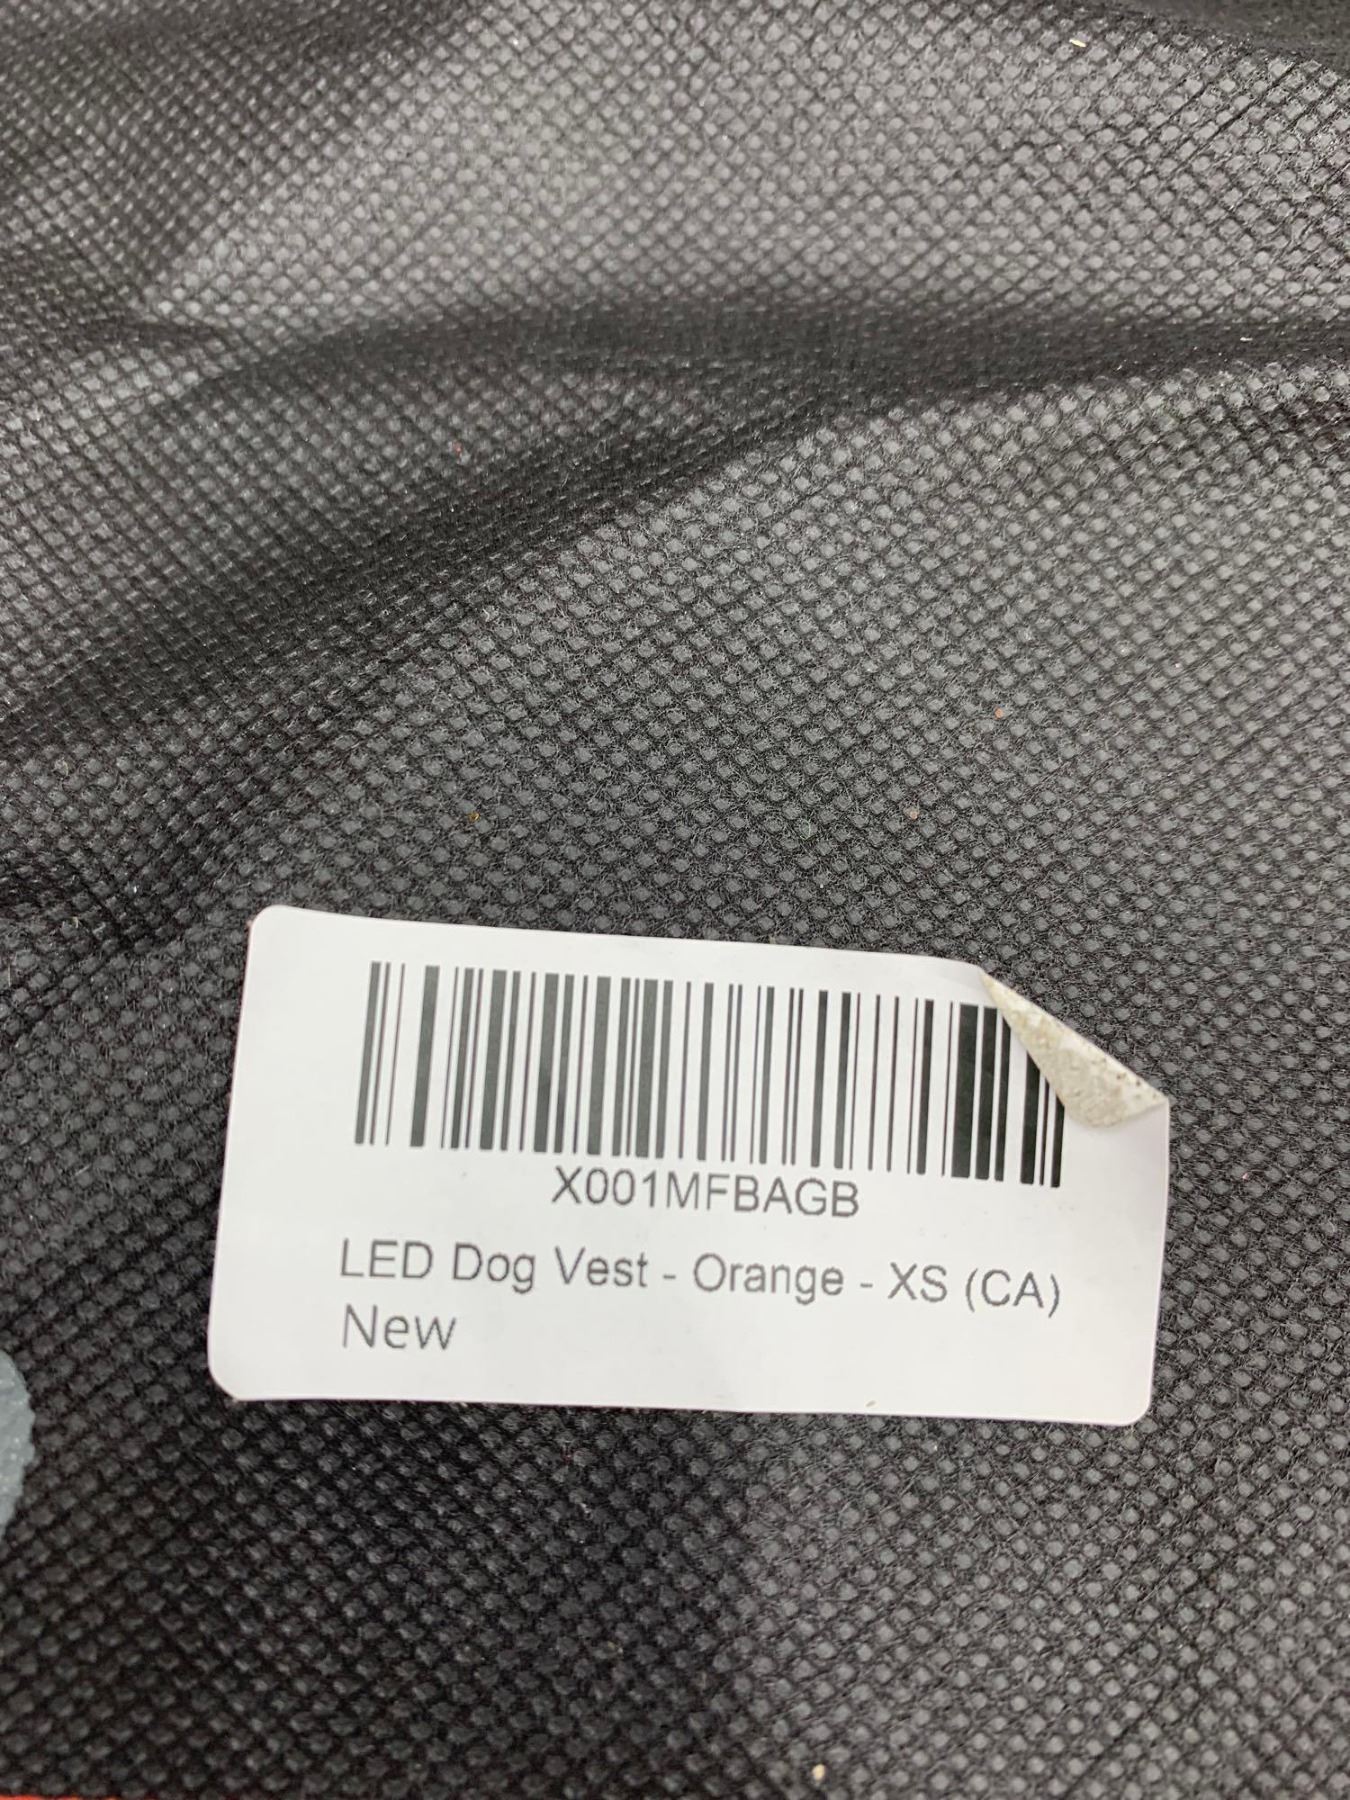 X001MFBAGB
LED Dog Vest - Orange - XS (CA)
New